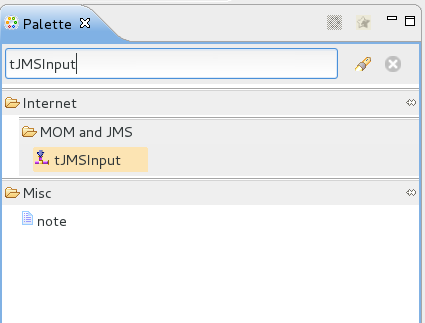 Palette
tJMSInput
Internet
MOM and JMS
tJMSInput
Misc
note